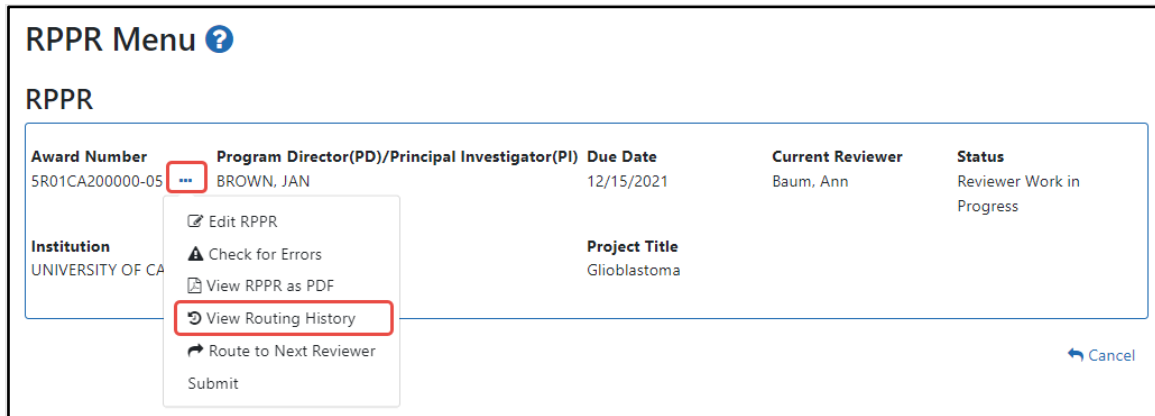 RPPR Menu ?
RPPR
Award Number Program Director(PD)/Principal Investigator(PI) Due Date Current Reviewer Status
5R01CA200000-05 ... BROWN, JAN 12/15/2021 Baum, Ann Reviewer Work in
Progress
Edit RPPR
Institution Project Title
Check for Errors
UNIVERSITY OF CA Glioblastoma
View RPPR as PDF
View Routing History
Route to Next Reviewer
Cancel
Submit